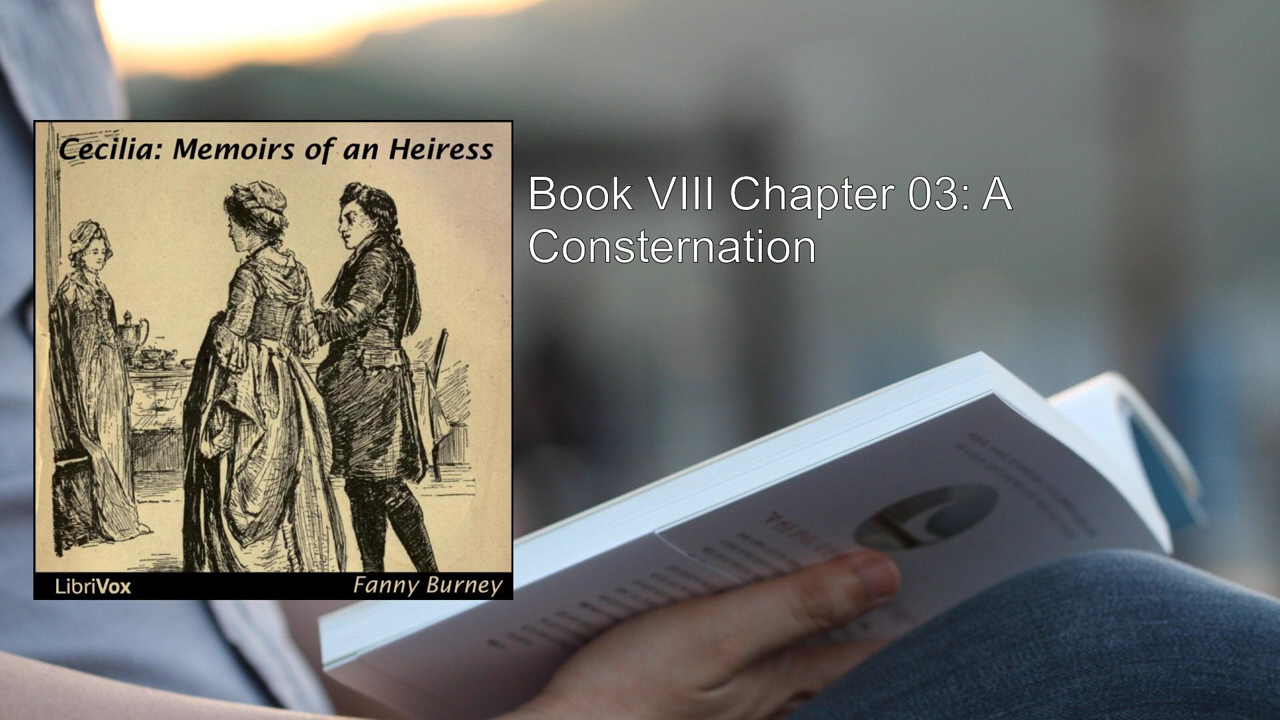 Cecilia: Memoirs of an Heiress
LibriVox
Fanny Burney
Book VIII Chapter 03: A
Consternation